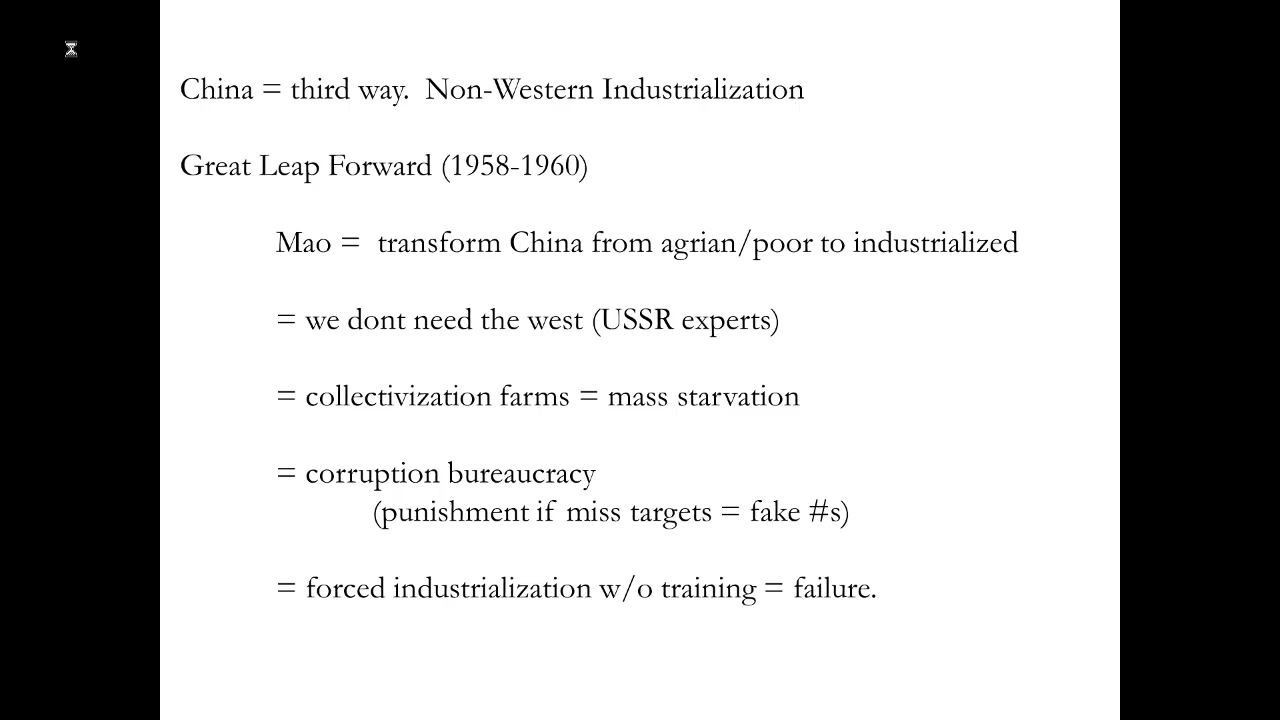 China = third way.  Non-Western Industrialization
Great Leap Forward (1958-1960)
Mao =  transform China from agrian/poor to industrialized
= we dont need the west (USSR experts)
= collectivization farms = mass starvation
= corruption bureaucracy
(punishment if miss targets = fake #s)
= forced industrialization w/o training = failure.